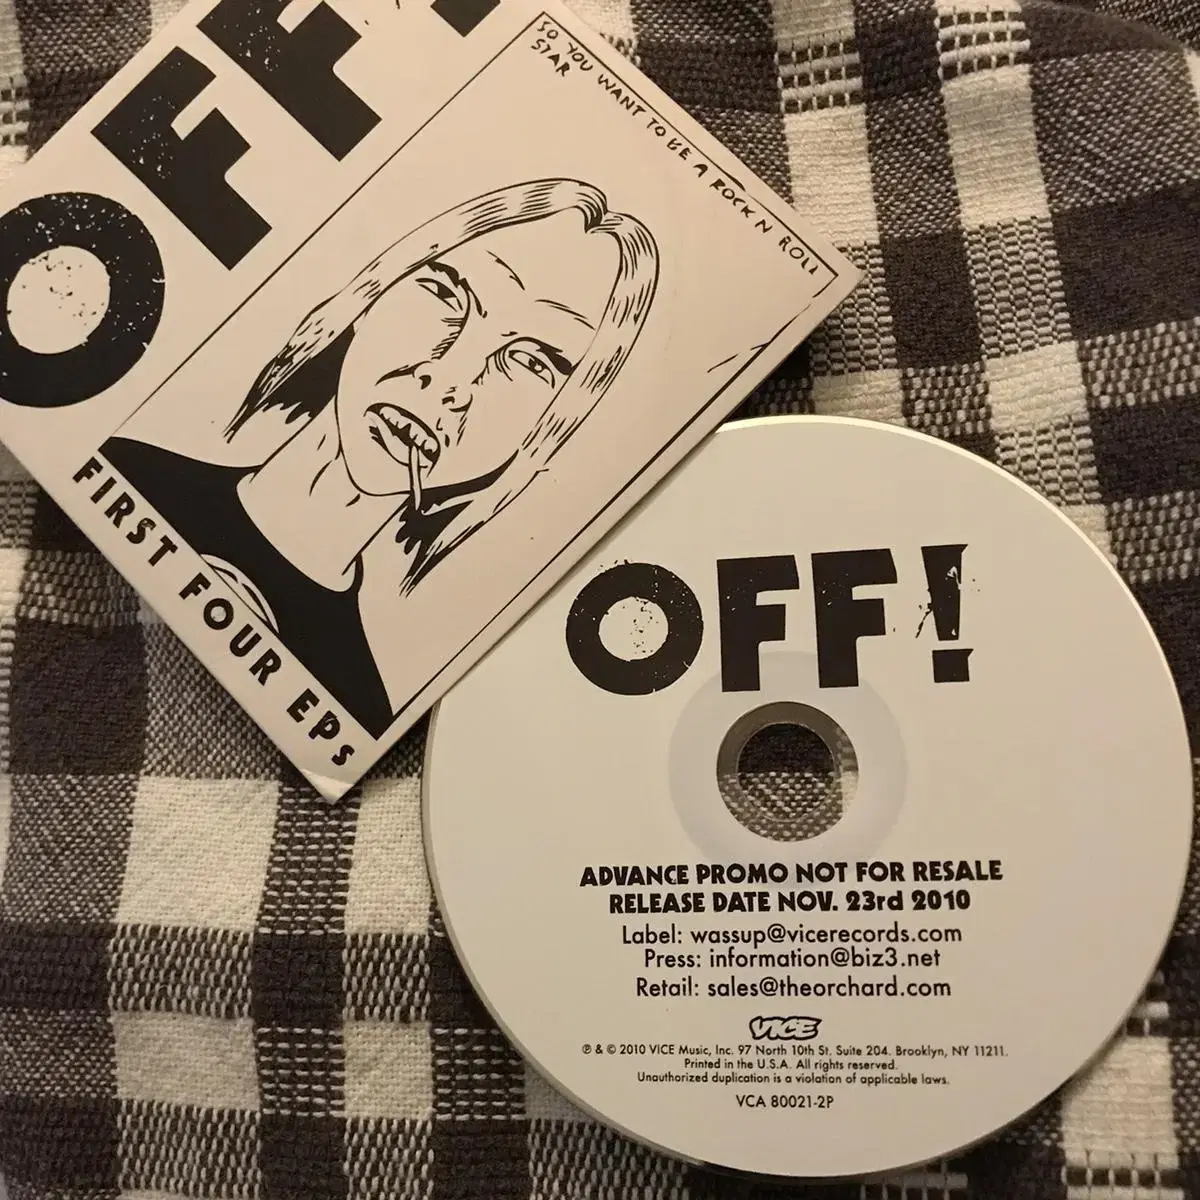 OFF
SO YOU WANT TO BE A ROCK N ROLL
STAR
FIRST FOUR EPs
OFF!
ADVANCE PROMO NOT FOR RESALE
RELEASE DATE NOV. 23rd 2010
Label: wassup@vicerecords.com
Press: information@biz3.net
Retail: sales@theorchard.com
VICE
℗ & © 2010 VICE Music, Inc. 97 North 10th St. Suite 204. Brooklyn, NY 11211.
Printed in the U.S.A. All rights reserved.
Unauthorized duplication is a violation of applicable laws.
VCA 80021-2P